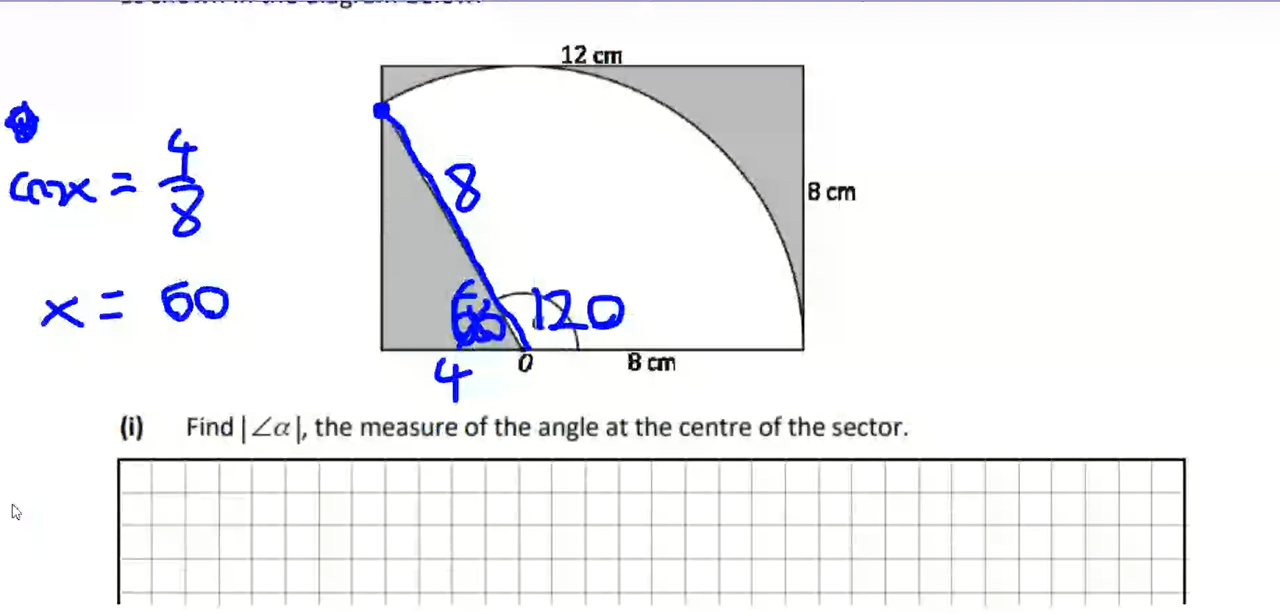 12 cm
cos x = 4/8
8
8 cm
x = 60
60 120
4
O
8 cm
(i) Find |∠α|, the measure of the angle at the centre of the sector.